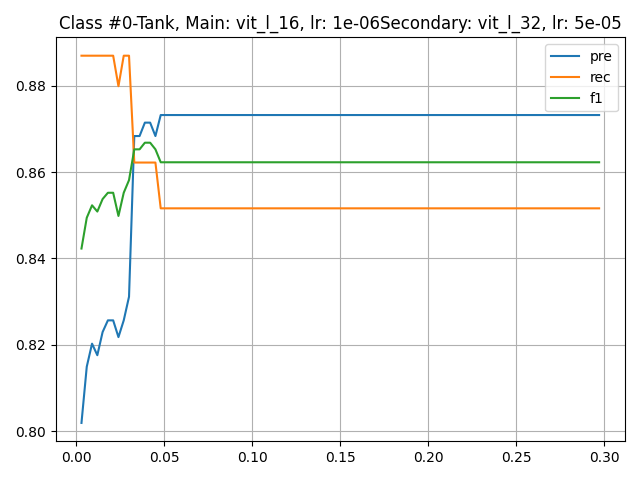 Class #0-Tank, Main: vit_l_16, lr: 1e-06Secondary: vit_l_32, lr: 5e-05
pre
rec
f1
0.88
0.86
0.84
0.82
0.80
0.00 0.05 0.10 0.15 0.20 0.25 0.30